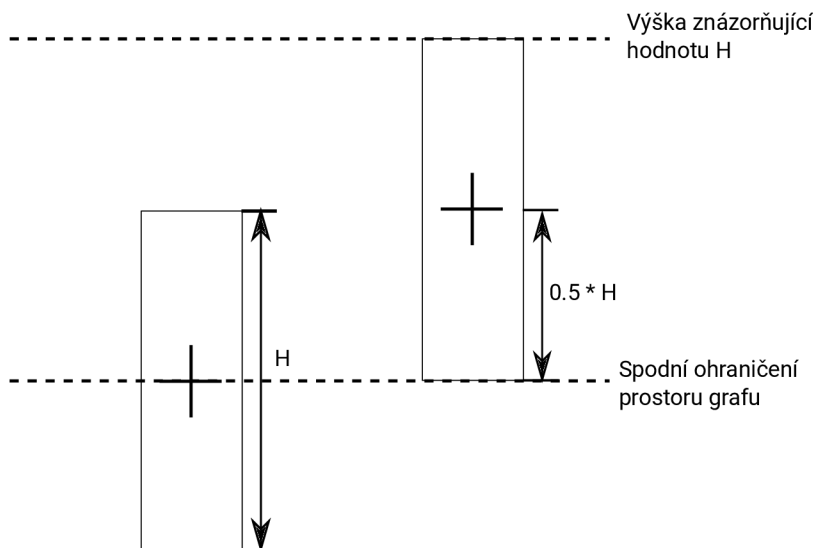 Výška znázorňující
hodnotu H
0.5 * H
H
Spodní ohraničení
prostoru grafu